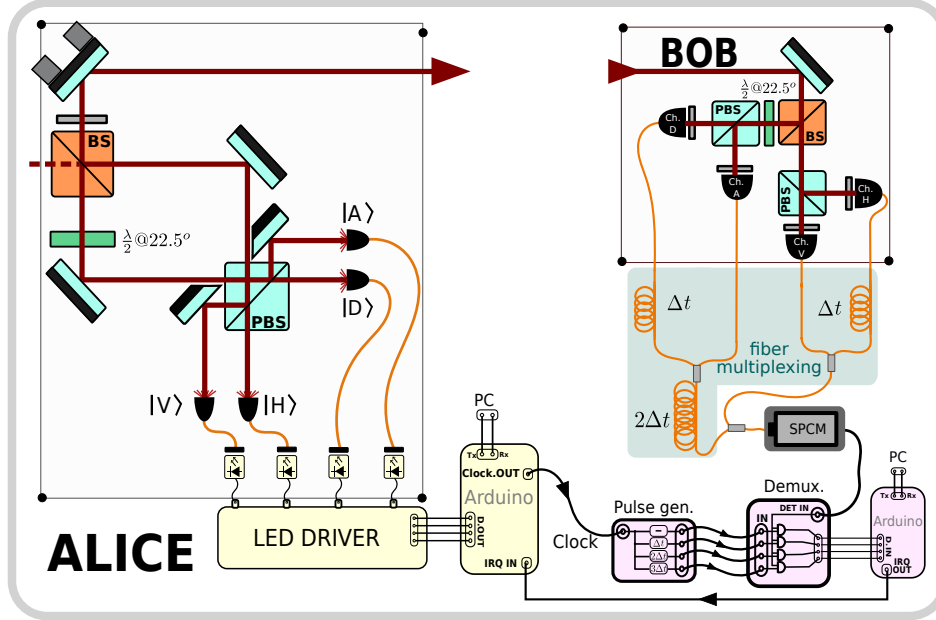 BS
λ/2@22.5º
|A⟩
|D⟩
PBS
|V⟩
|H⟩
ALICE
LED DRIVER
PC
Tx
Rx
Clock.OUT
Arduino
D.OUT
IRQ IN
BOB
λ/2@22.5º
Ch.
D
PBS
BS
Ch.
A
PBS
Ch.
H
Ch.
V
Δt
Δt
fiber
multiplexing
2Δt
SPCM
Clock
Pulse gen.
−
Δt
2Δt
3Δt
Demux.
DET IN
IN
PC
Tx
Rx
Arduino
D. IN
IRQ
OUT